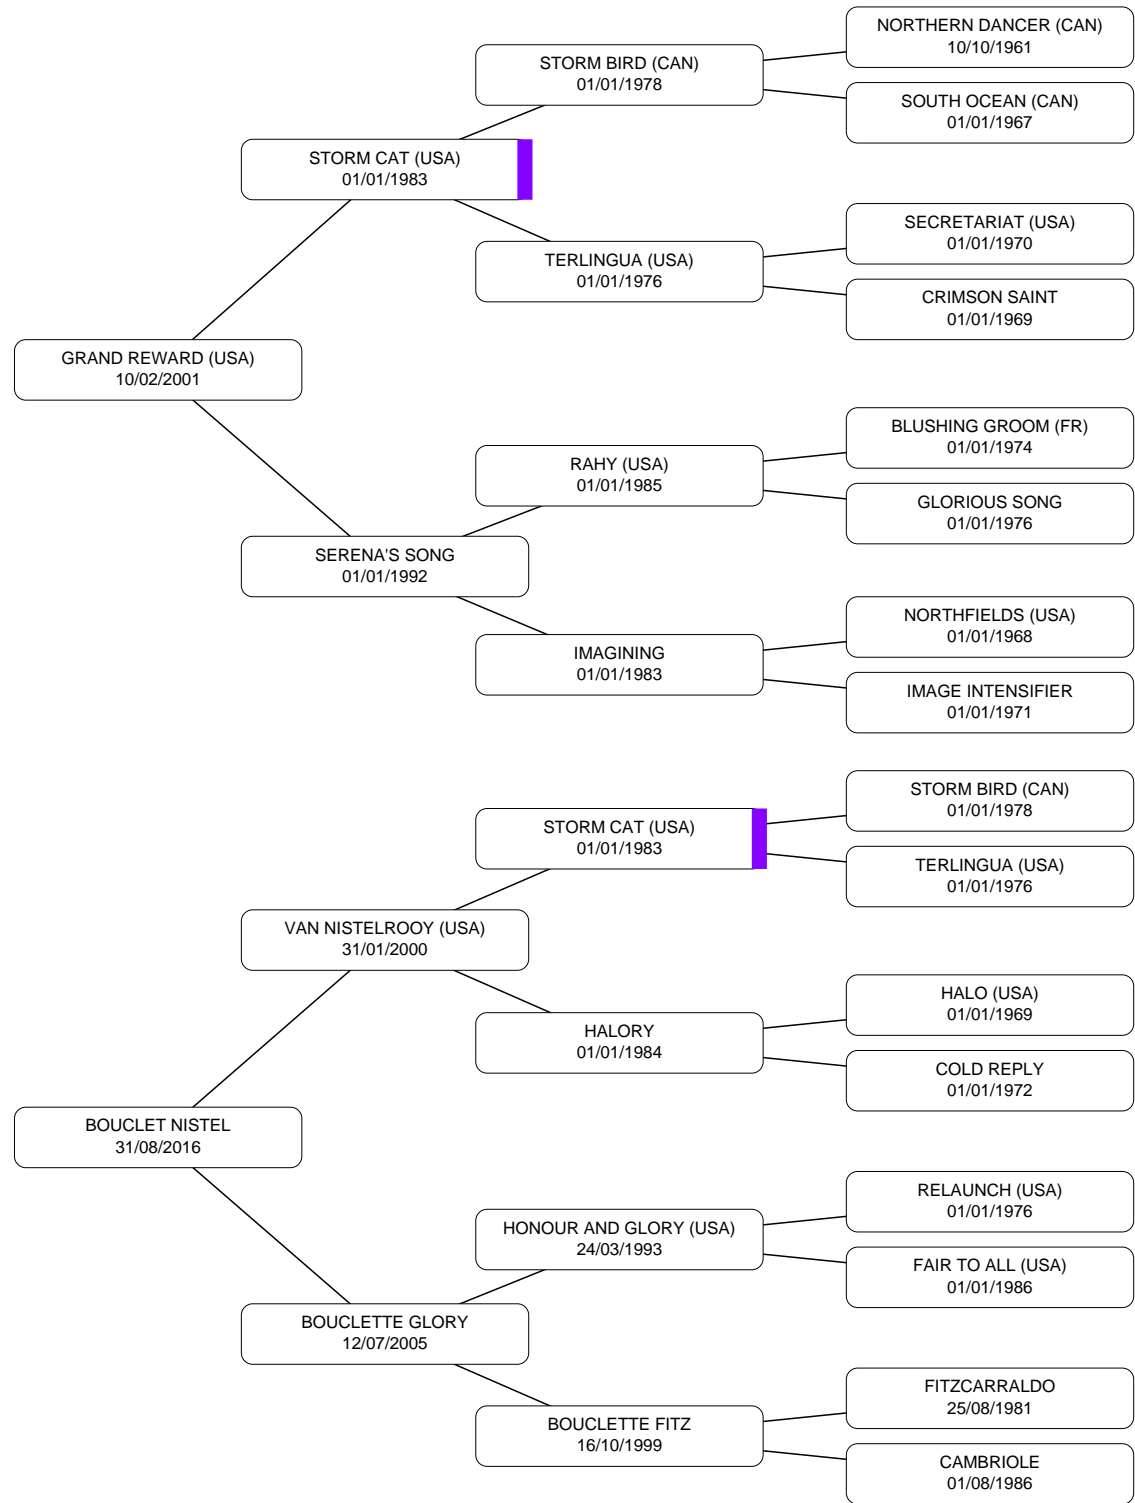 NORTHERN DANCER (CAN)
10/10/1961
STORM BIRD (CAN)
01/01/1978
SOUTH OCEAN (CAN)
01/01/1967
STORM CAT (USA)
01/01/1983
SECRETARIAT (USA)
01/01/1970
TERLINGUA (USA)
01/01/1976
CRIMSON SAINT
01/01/1969
GRAND REWARD (USA)
10/02/2001
BLUSHING GROOM (FR)
01/01/1974
RAHY (USA)
01/01/1985
GLORIOUS SONG
01/01/1976
SERENA'S SONG
01/01/1992
NORTHFIELDS (USA)
01/01/1968
IMAGINING
01/01/1983
IMAGE INTENSIFIER
01/01/1971
STORM BIRD (CAN)
01/01/1978
STORM CAT (USA)
01/01/1983
TERLINGUA (USA)
01/01/1976
VAN NISTELROOY (USA)
31/01/2000
HALO (USA)
01/01/1969
HALORY
01/01/1984
COLD REPLY
01/01/1972
BOUCLET NISTEL
31/08/2016
RELAUNCH (USA)
01/01/1976
HONOUR AND GLORY (USA)
24/03/1993
FAIR TO ALL (USA)
01/01/1986
BOUCLETTE GLORY
12/07/2005
FITZCARRALDO
25/08/1981
BOUCLETTE FITZ
16/10/1999
CAMBRIOLE
01/08/1986